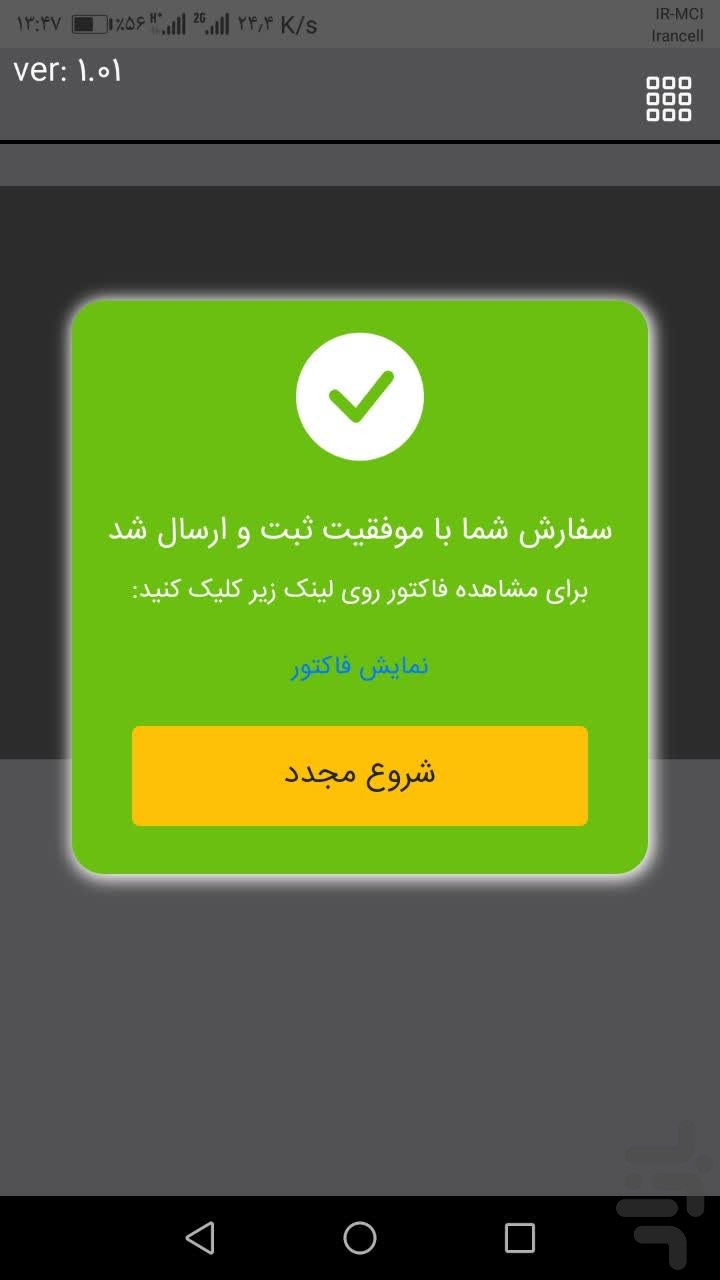 ۱۳:۴۷ ٪۵۶ H+ 2G ۲۴٫۴ K/s IR-MCI
Irancell
ver: ۱.۰۱
سفارش شما با موفقیت ثبت و ارسال شد
برای مشاهده فاکتور روی لینک زیر کلیک کنید:
نمایش فاکتور
شروع مجدد